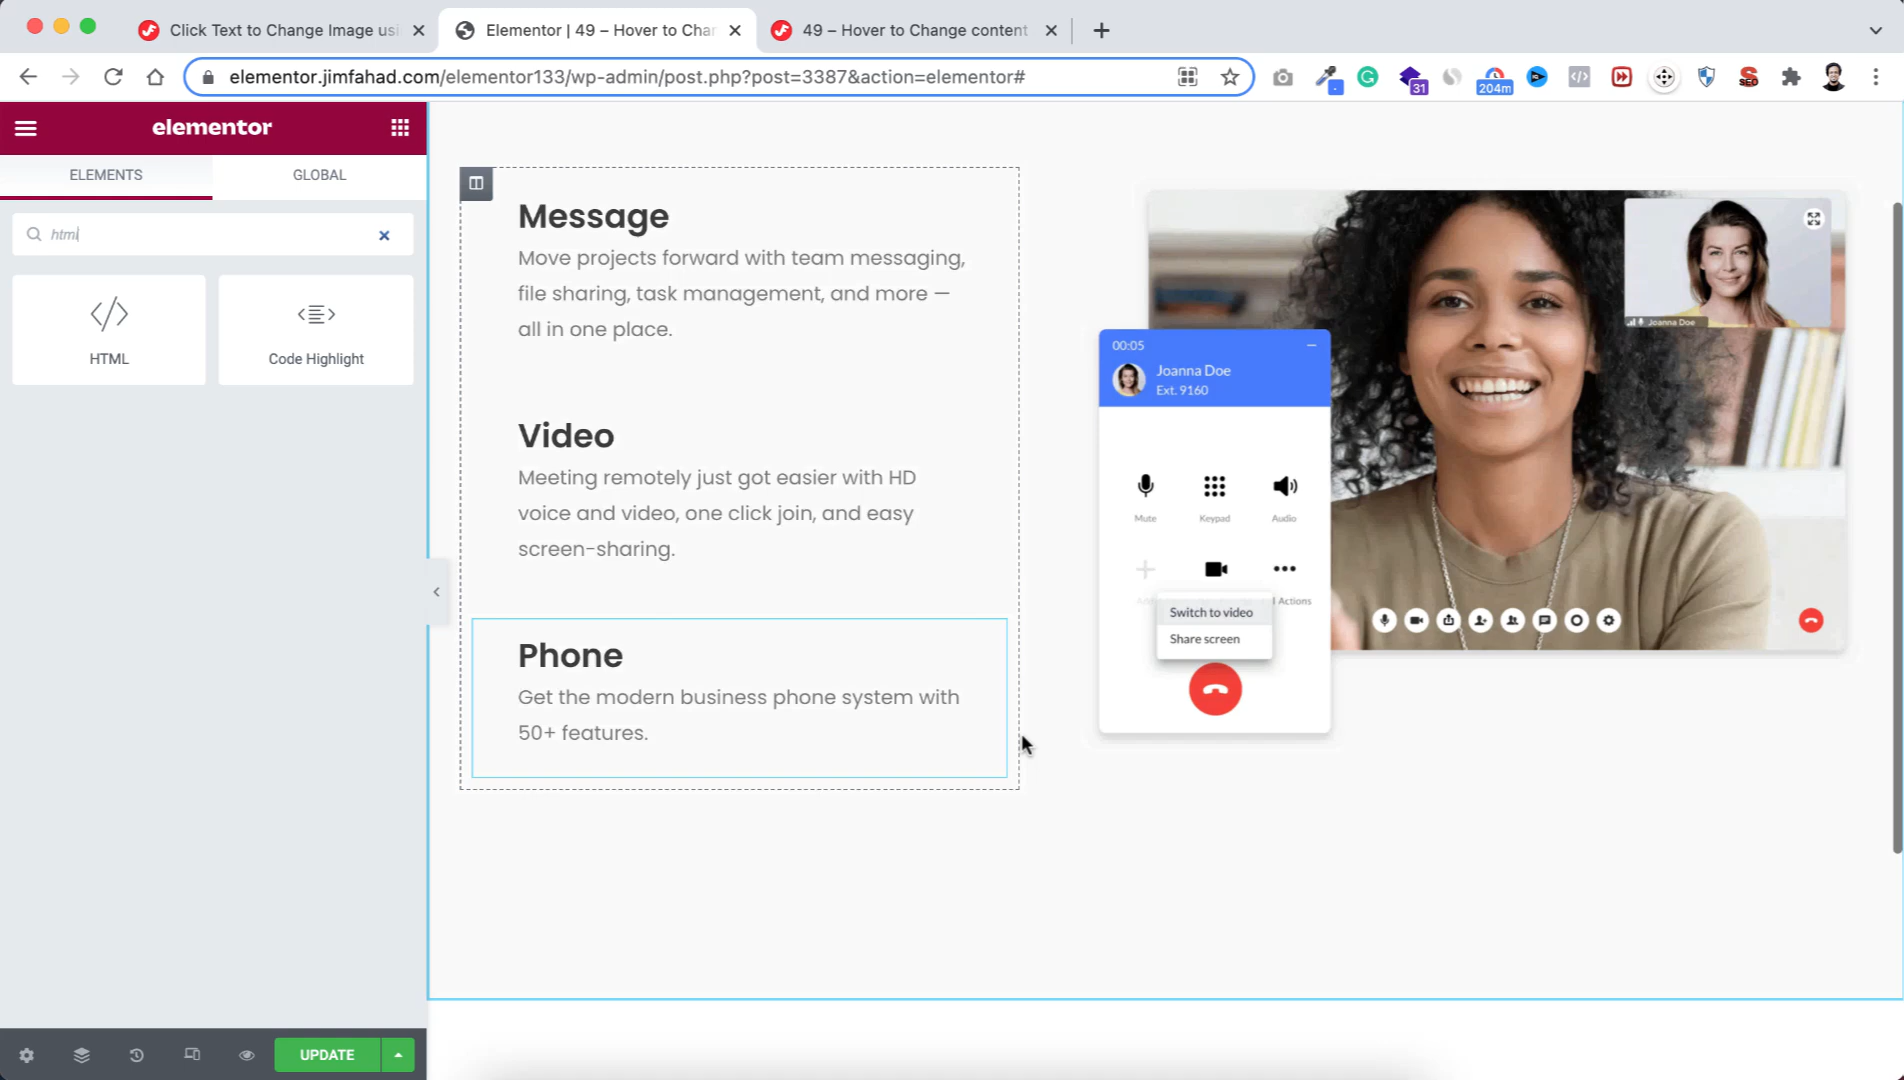 Click Text to Change Image usi
Elementor | 49 – Hover to Char
49 – Hover to Change content
elementor.jimfahad.com/elementor133/wp-admin/post.php?post=3387&action=elementor#
31
204m
SEO
elementor
ELEMENTS
GLOBAL
html
HTML
Code Highlight
Message
Move projects forward with team messaging,
file sharing, task management, and more —
all in one place.
Video
Meeting remotely just got easier with HD
voice and video, one click join, and easy
screen-sharing.
Phone
Get the modern business phone system with
50+ features.
Joanna Doe
00:05
Joanna Doe
Ext. 9160
Mute
Keypad
Audio
Actions
Switch to video
Share screen
UPDATE